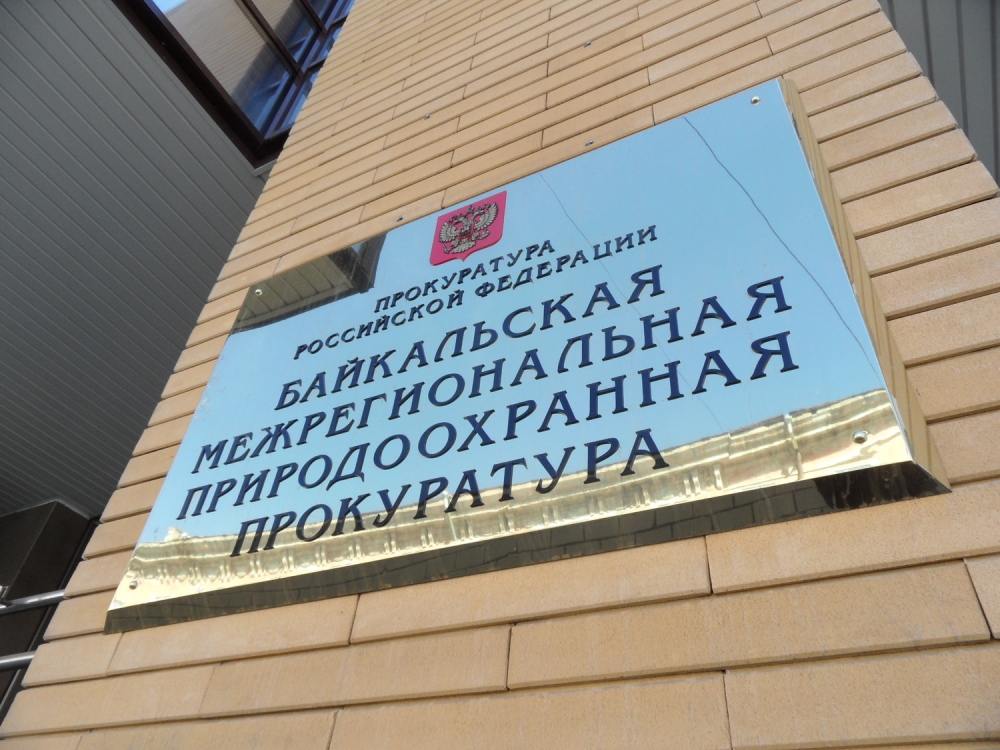 ПРОКУРАТУРА
РОССИЙСКОЙ ФЕДЕРАЦИИ
БАЙКАЛЬСКАЯ
МЕЖРЕГИОНАЛЬНАЯ
ПРИРОДООХРАННАЯ
ПРОКУРАТУРА